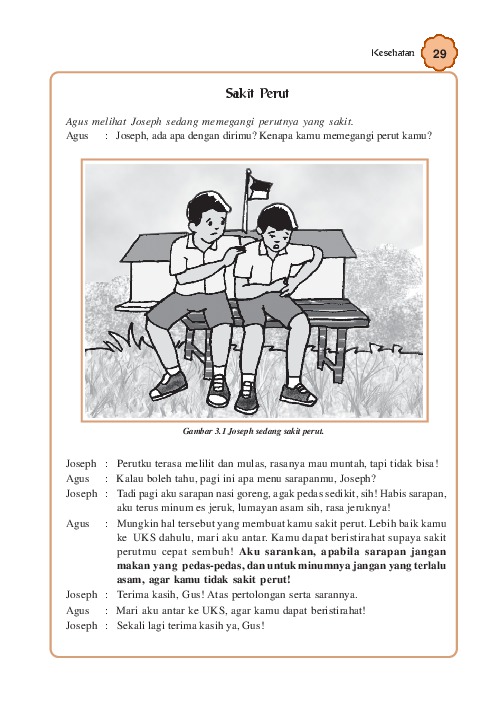 Kesehatan 29
Sakit Perut
Agus melihat Joseph sedang memegangi perutnya yang sakit.
Agus : Joseph, ada apa dengan dirimu? Kenapa kamu memegangi perut kamu?
Gambar 3.1 Joseph sedang sakit perut.
Joseph : Perutku terasa melilit dan mulas, rasanya mau muntah, tapi tidak bisa!
Agus : Kalau boleh tahu, pagi ini apa menu sarapanmu, Joseph?
Joseph : Tadi pagi aku sarapan nasi goreng, agak pedas sedikit, sih! Habis sarapan,
aku terus minum es jeruk, lumayan asam sih, rasa jeruknya!
Agus : Mungkin hal tersebut yang membuat kamu sakit perut. Lebih baik kamu
ke UKS dahulu, mari aku antar. Kamu dapat beristirahat supaya sakit
perutmu cepat sembuh! Aku sarankan, apabila sarapan jangan
makan yang pedas-pedas, dan untuk minumnya jangan yang terlalu
asam, agar kamu tidak sakit perut!
Joseph : Terima kasih, Gus! Atas pertolongan serta sarannya.
Agus : Mari aku antar ke UKS, agar kamu dapat beristirahat!
Joseph : Sekali lagi terima kasih ya, Gus!